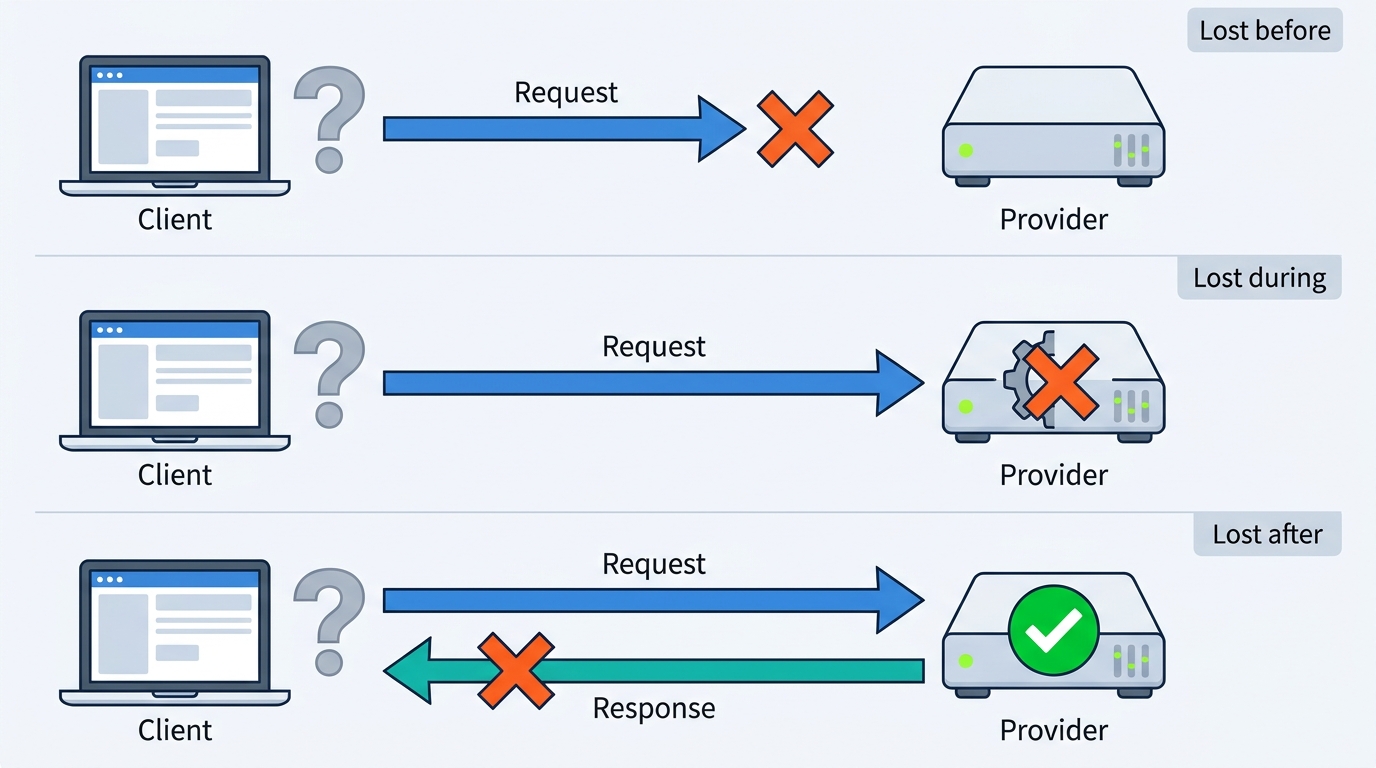 Lost before
Request
Client
Provider
Lost during
Request
Client
Provider
Lost after
Request
Response
Client
Provider